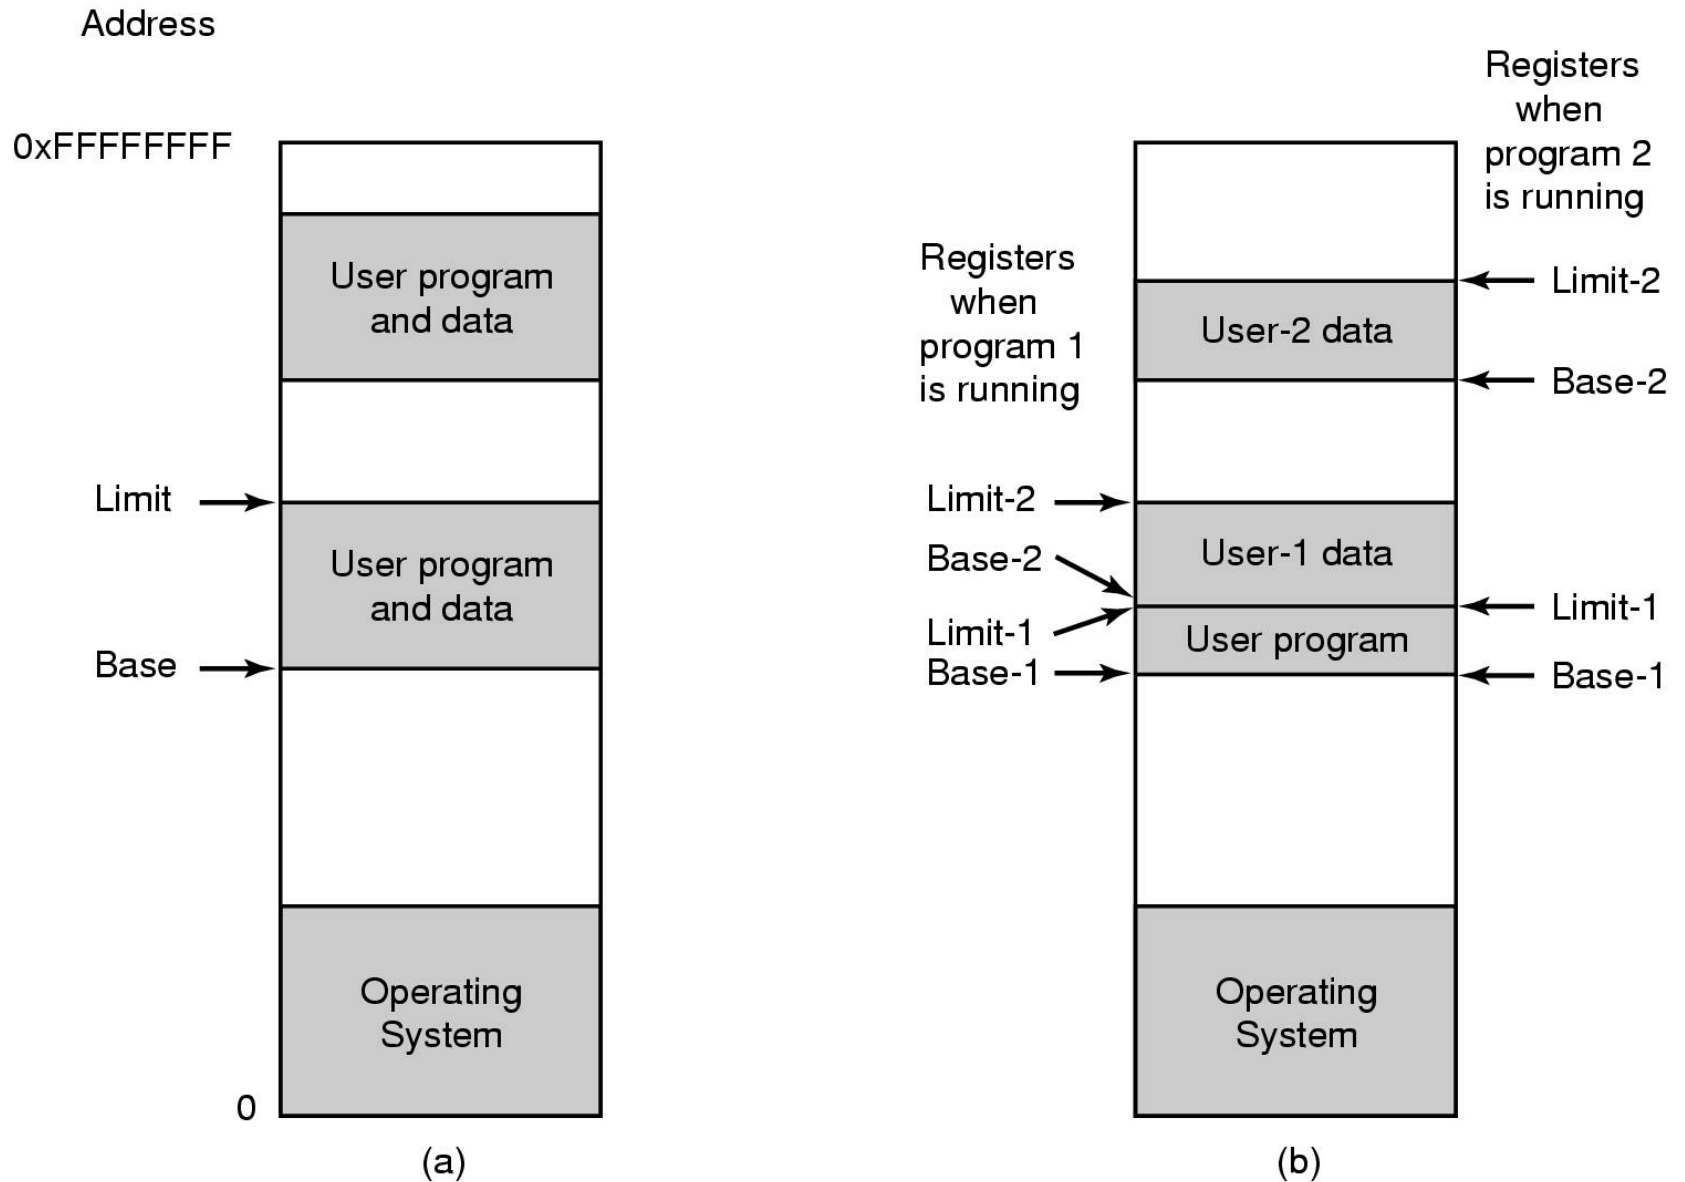 Address
0xFFFFFFFF
User program
and data
Limit
User program
and data
Base
Operating
System
0
(a)
Registers
when
program 1
is running
Limit-2
Base-2
Limit-1
Base-1
User-2 data
User-1 data
User program
Operating
System
(b)
Registers
when
program 2
is running
Limit-2
Base-2
Limit-1
Base-1